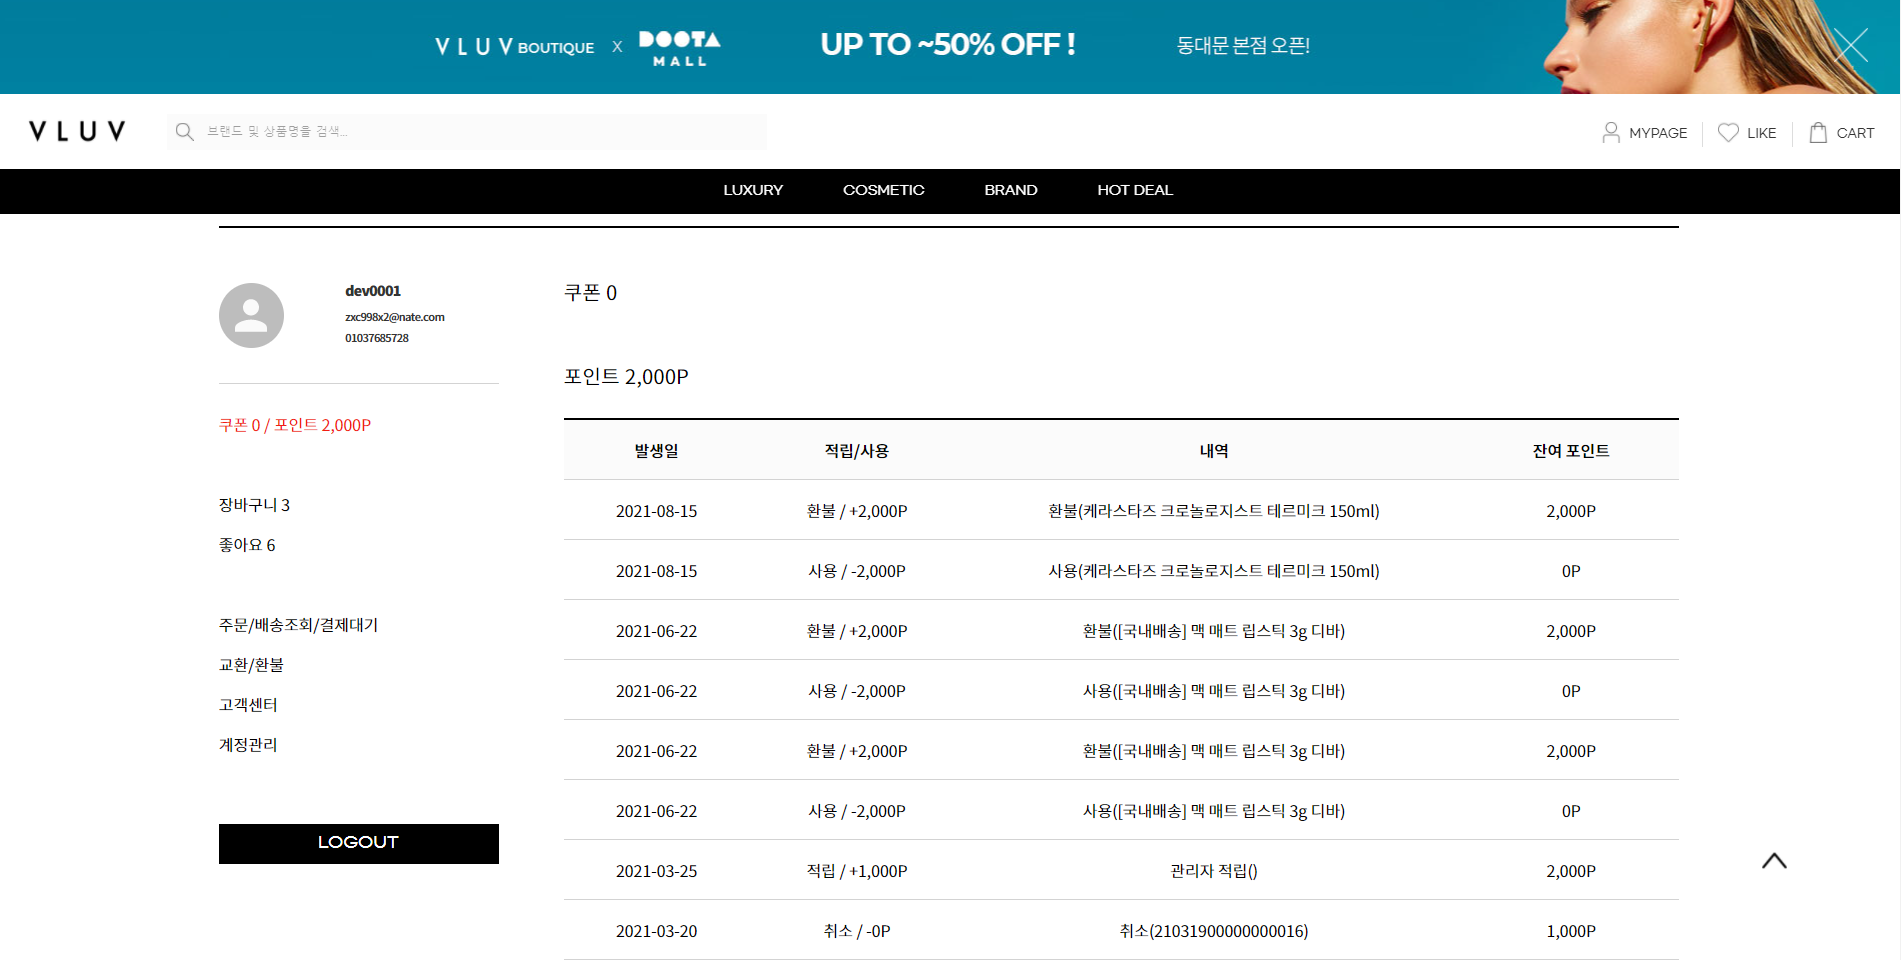 VLUV BOUTIQUE X DOOTA MALL UP TO ~50% OFF ! 동대문 본점 오픈!
VLUV 브랜드 및 상품명을 검색... MYPAGE LIKE CART
LUXURY COSMETIC BRAND HOT DEAL
dev0001
zxc998x2@nate.com
01037685728
쿠폰 0 / 포인트 2,000P
장바구니 3
좋아요 6
주문/배송조회/결제대기
교환/환불
고객센터
계정관리
LOGOUT
쿠폰 0
포인트 2,000P
발생일 적립/사용 내역 잔여 포인트
2021-08-15 환불 / +2,000P 환불(케라스타즈 크로놀로지스트 테르미크 150ml) 2,000P
2021-08-15 사용 / -2,000P 사용(케라스타즈 크로놀로지스트 테르미크 150ml) 0P
2021-06-22 환불 / +2,000P 환불([국내배송] 맥 매트 립스틱 3g 디바) 2,000P
2021-06-22 사용 / -2,000P 사용([국내배송] 맥 매트 립스틱 3g 디바) 0P
2021-06-22 환불 / +2,000P 환불([국내배송] 맥 매트 립스틱 3g 디바) 2,000P
2021-06-22 사용 / -2,000P 사용([국내배송] 맥 매트 립스틱 3g 디바) 0P
2021-03-25 적립 / +1,000P 관리자 적립() 2,000P
2021-03-20 취소 / -0P 취소(21031900000000016) 1,000P